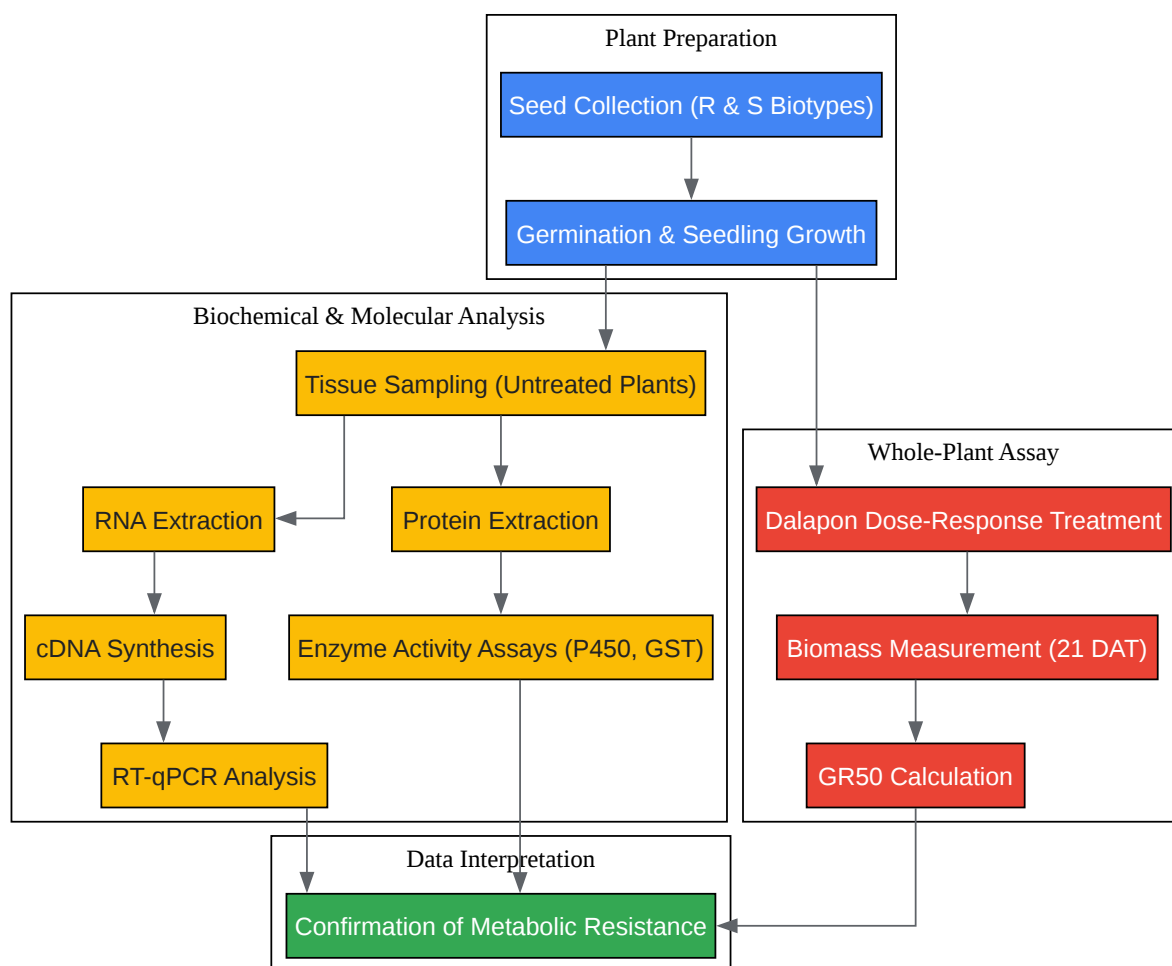 Plant Preparation
Seed Collection (R & S Biotypes)
Germination & Seedling Growth
Biochemical & Molecular Analysis
Tissue Sampling (Untreated Plants)
RNA Extraction
Protein Extraction
cDNA Synthesis
Enzyme Activity Assays (P450, GST)
RT-qPCR Analysis
Whole-Plant Assay
Dalapon Dose-Response Treatment
Biomass Measurement (21 DAT)
GR50 Calculation
Data Interpretation
Confirmation of Metabolic Resistance